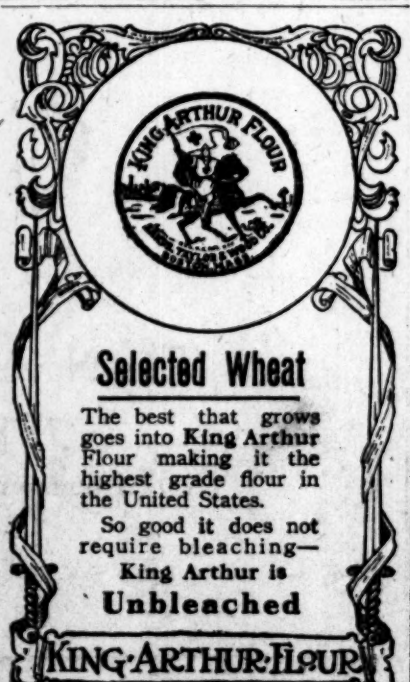 KING ARTHUR FLOUR
BOSTON, MASS.
Selected Wheat
The best that grows
goes into King Arthur
Flour making it the
highest grade flour in
the United States.
So good it does not
require bleaching—
King Arthur is
Unbleached
KING·ARTHUR·FLOUR